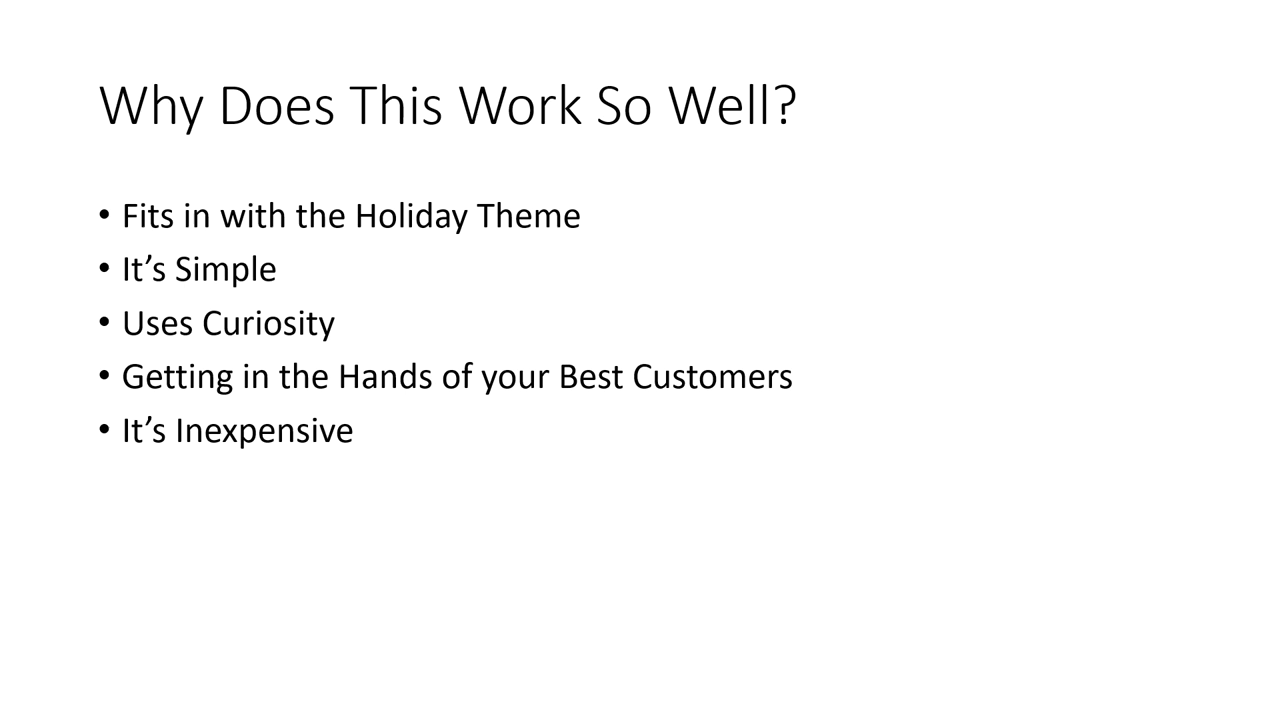 Why Does This Work So Well?
• Fits in with the Holiday Theme
• It’s Simple
• Uses Curiosity
• Getting in the Hands of your Best Customers
• It’s Inexpensive